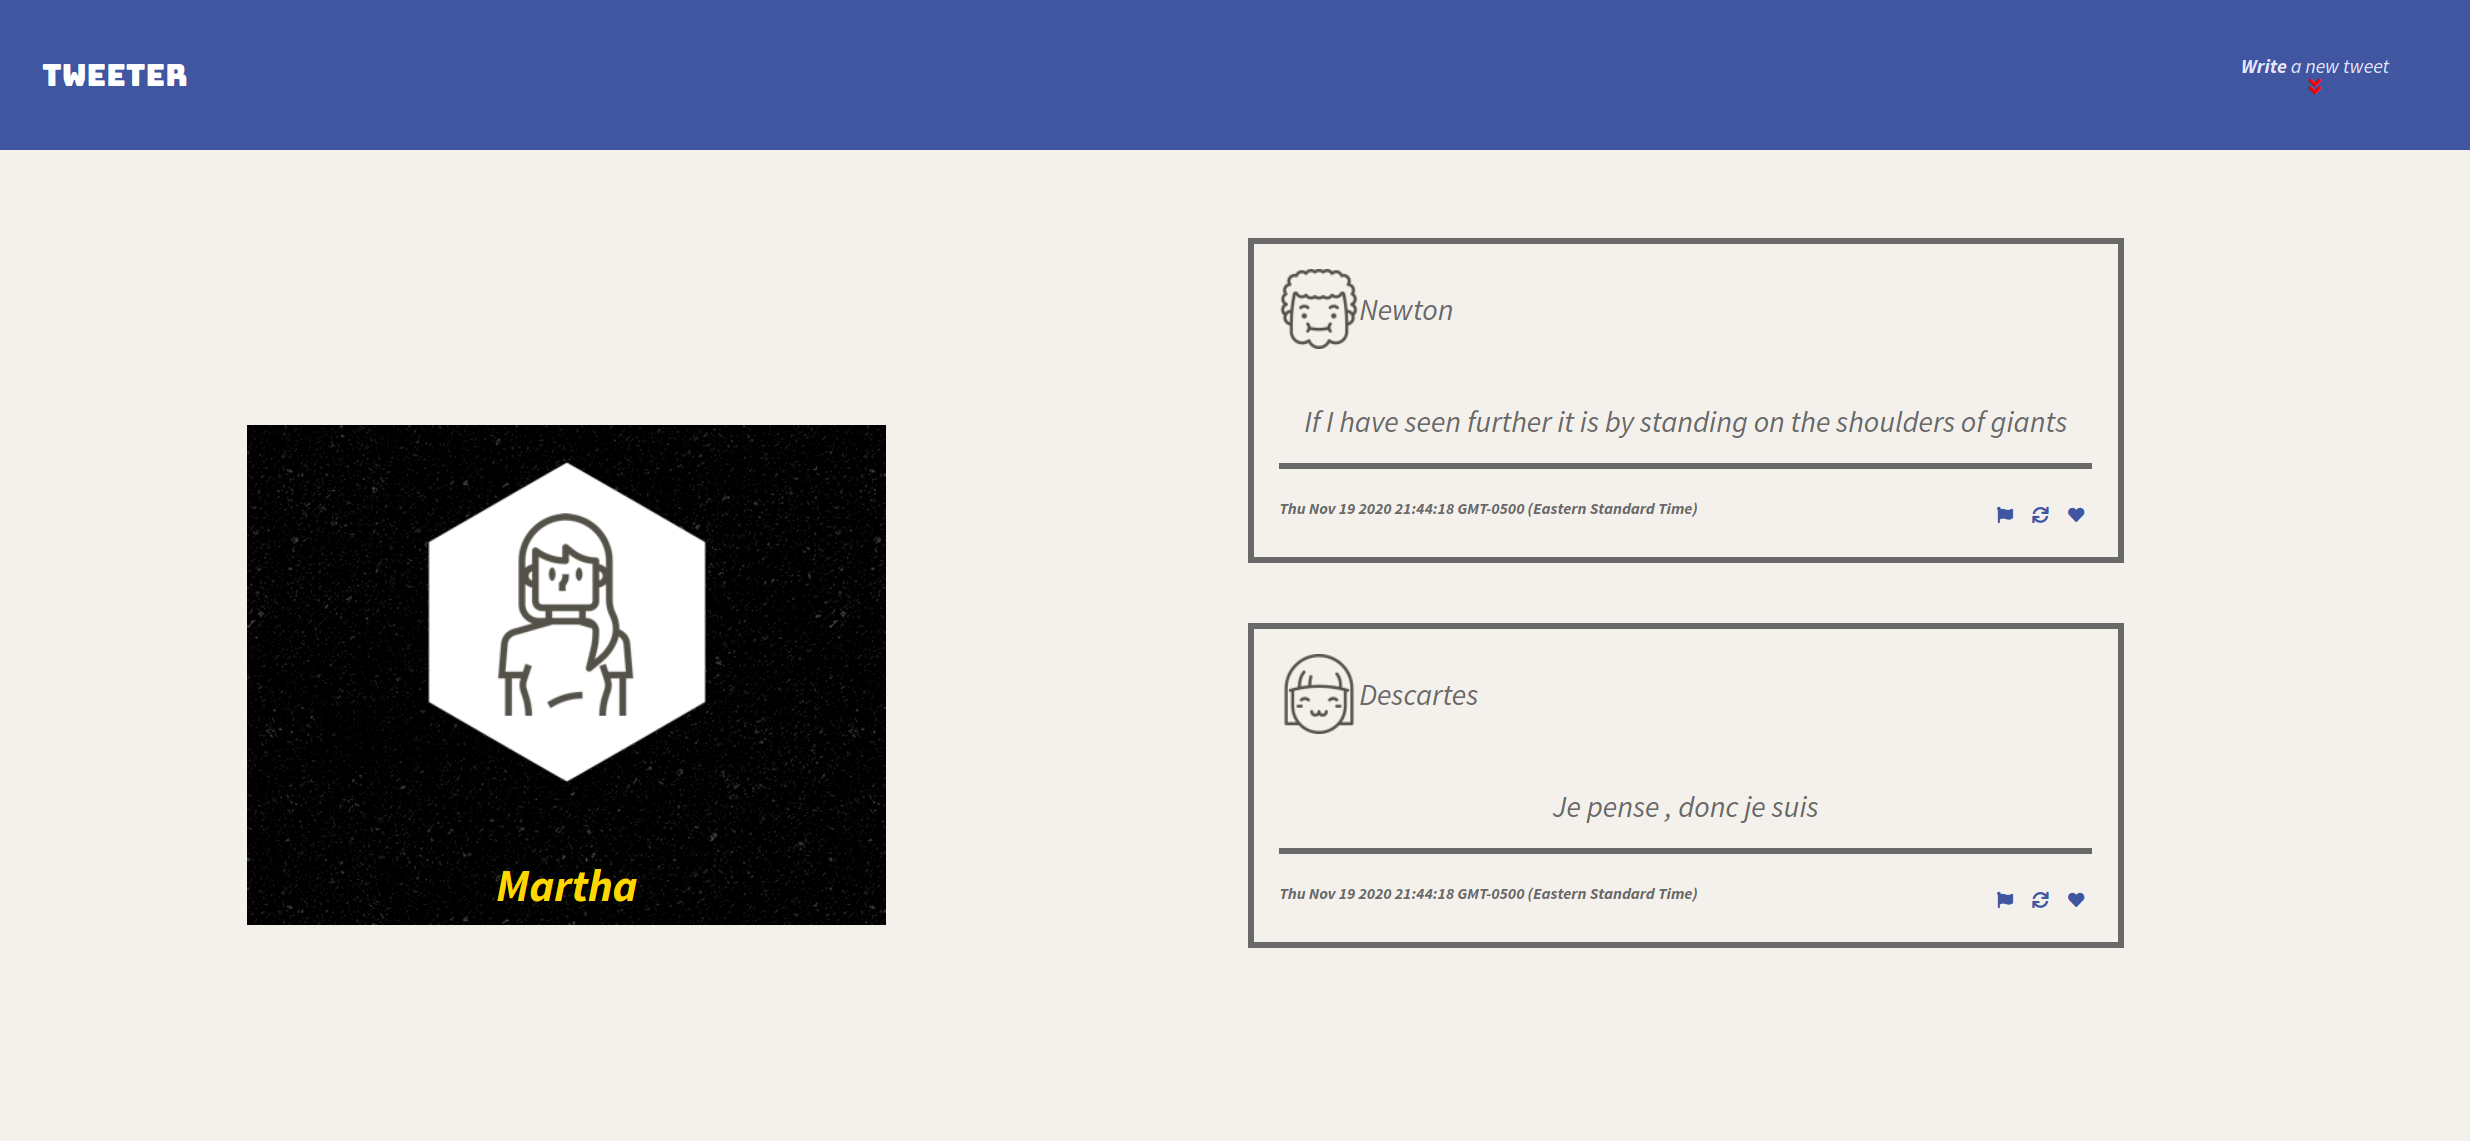 TWEETER
Write a new tweet
Martha
Newton
If I have seen further it is by standing on the shoulders of giants
Thu Nov 19 2020 21:44:18 GMT-0500 (Eastern Standard Time)
Descartes
Je pense , donc je suis
Thu Nov 19 2020 21:44:18 GMT-0500 (Eastern Standard Time)